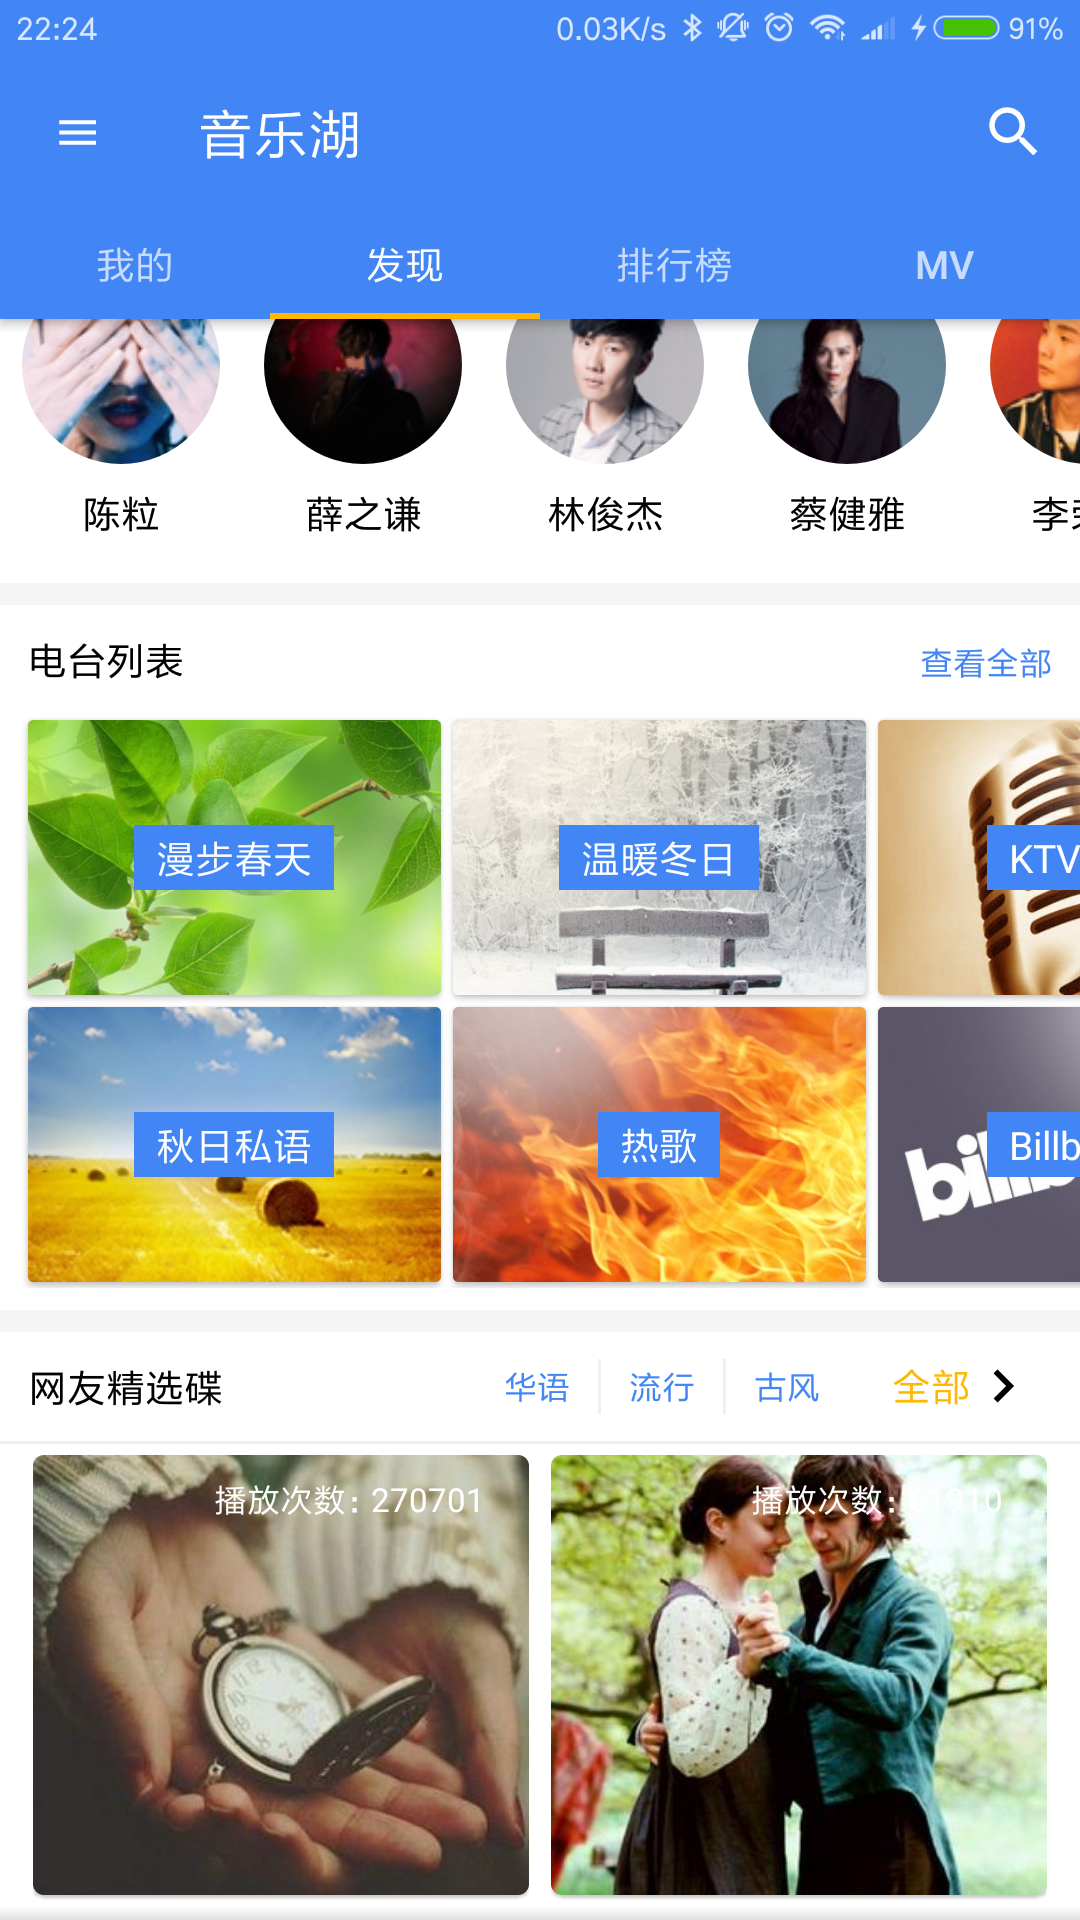 22:24 0.03K/s 91%
音乐湖
我的 发现 排行榜 MV
陈粒 薛之谦 林俊杰 蔡健雅 李
电台列表 查看全部
漫步春天 温暖冬日 KTV
秋日私语 热歌 Billb
网友精选碟 华语 流行 古风 全部
播放次数: 270701 播放次数: